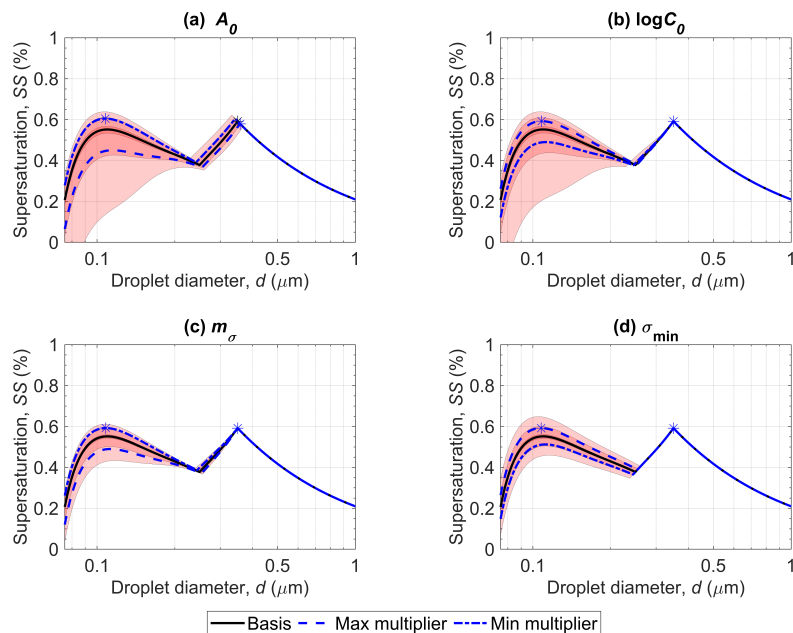 (a) A₀
Supersaturation, SS (%)
1
0.8
0.6
0.4
0.2
0
0.1
0.5
1
Droplet diameter, d (μm)
(b) logC₀
Supersaturation, SS (%)
1
0.8
0.6
0.4
0.2
0
0.1
0.5
1
Droplet diameter, d (μm)
(c) m_σ
Supersaturation, SS (%)
1
0.8
0.6
0.4
0.2
0
0.1
0.5
1
Droplet diameter, d (μm)
(d) σ_min
Supersaturation, SS (%)
1
0.8
0.6
0.4
0.2
0
0.1
0.5
1
Droplet diameter, d (μm)
Basis Max multiplier Min multiplier